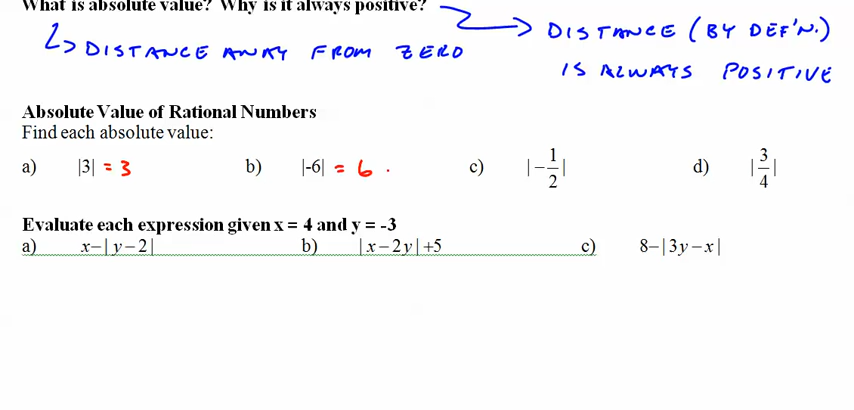 What is absolute value? Why is it always positive?
↳ DISTANCE AWAY FROM ZERO
→ DISTANCE (BY DEF'N.)
IS ALWAYS POSITIVE
Absolute Value of Rational Numbers
Find each absolute value:
a) |3| = 3 b) |-6| = 6 . c) |-1/2| d) |3/4|
Evaluate each expression given x = 4 and y = -3
a) x-|y-2| b) |x-2y|+5 c) 8-|3y-x|